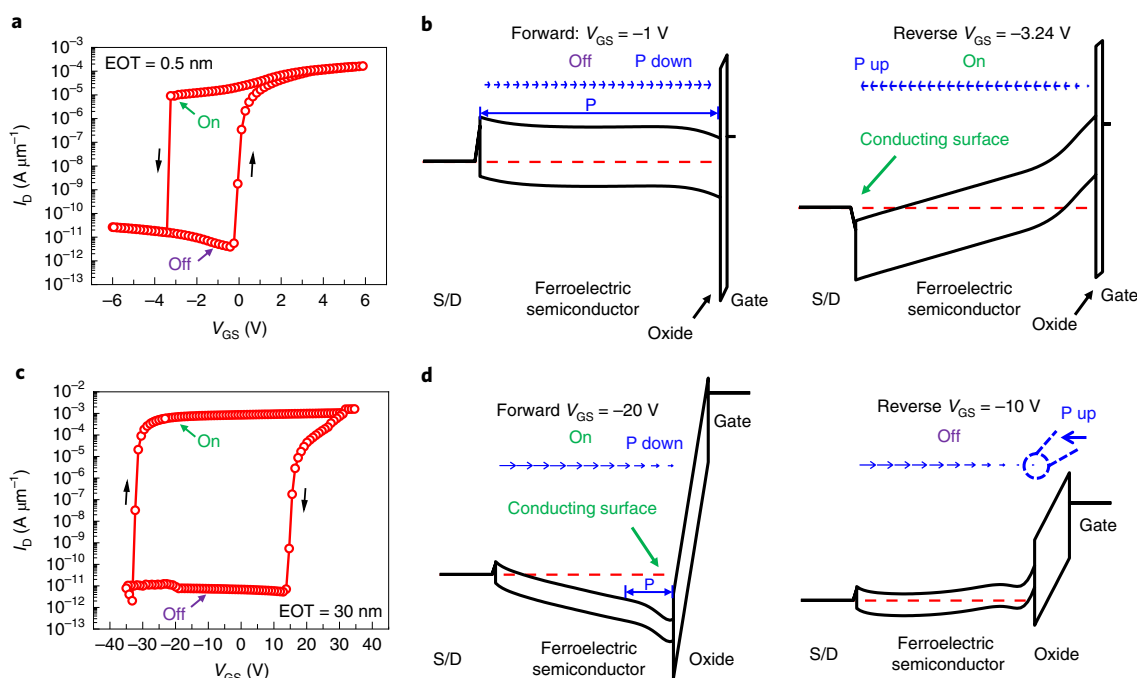 a
10⁻³
10⁻⁴
10⁻⁵
10⁻⁶
10⁻⁷
10⁻⁸
10⁻⁹
10⁻¹⁰
10⁻¹¹
10⁻¹²
10⁻¹³
I_D (A μm⁻¹)
EOT = 0.5 nm
On
Off
−6 −4 −2 0 2 4 6
V_GS (V)
b
Forward: V_GS = −1 V
Off P down
P
S/D
Ferroelectric
semiconductor
Oxide
Gate
Reverse V_GS = −3.24 V
P up On
Conducting surface
S/D
Ferroelectric
semiconductor
Oxide
Gate
c
10⁻²
10⁻³
10⁻⁴
10⁻⁵
10⁻⁶
10⁻⁷
10⁻⁸
10⁻⁹
10⁻¹⁰
10⁻¹¹
10⁻¹²
10⁻¹³
I_D (A μm⁻¹)
On
Off
EOT = 30 nm
−40 −30 −20 −10 0 10 20 30 40
V_GS (V)
d
Forward V_GS = −20 V
On
P down
Conducting surface
P
Gate
S/D
Ferroelectric
semiconductor
Oxide
Reverse V_GS = −10 V
Off
P up
Gate
S/D
Ferroelectric
semiconductor
Oxide